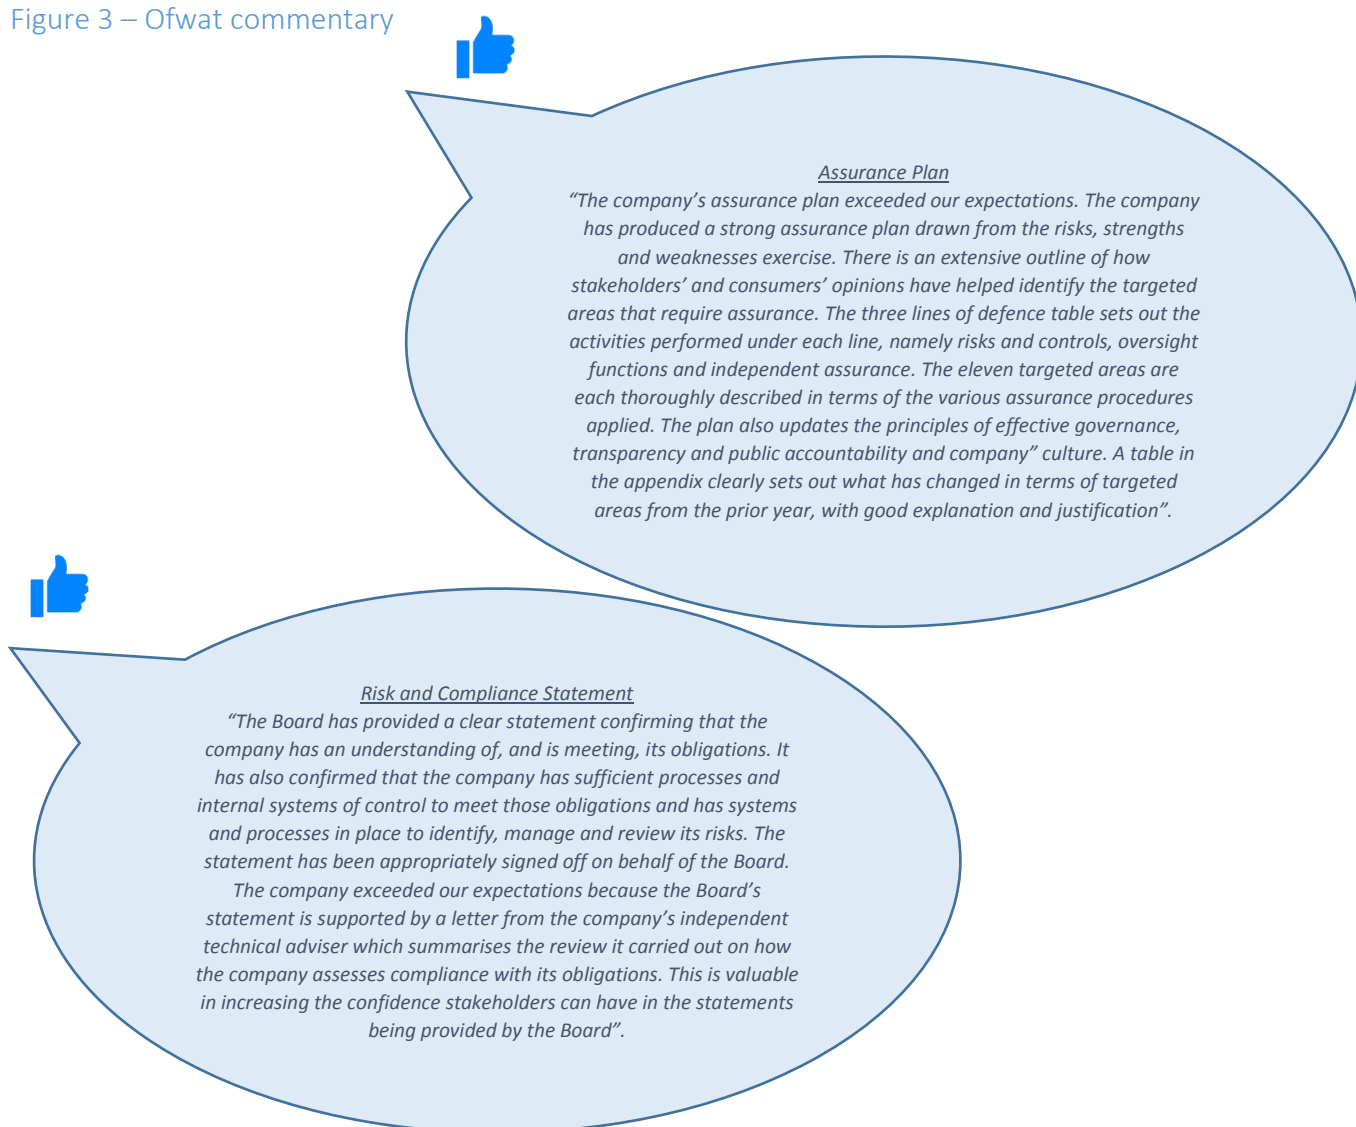 Figure 3 – Ofwat commentary
Assurance Plan
“The company’s assurance plan exceeded our expectations. The company
has produced a strong assurance plan drawn from the risks, strengths
and weaknesses exercise. There is an extensive outline of how
stakeholders’ and consumers’ opinions have helped identify the targeted
areas that require assurance. The three lines of defence table sets out the
activities performed under each line, namely risks and controls, oversight
functions and independent assurance. The eleven targeted areas are
each thoroughly described in terms of the various assurance procedures
applied. The plan also updates the principles of effective governance,
transparency and public accountability and company” culture. A table in
the appendix clearly sets out what has changed in terms of targeted
areas from the prior year, with good explanation and justification”.
Risk and Compliance Statement
“The Board has provided a clear statement confirming that the
company has an understanding of, and is meeting, its obligations. It
has also confirmed that the company has sufficient processes and
internal systems of control to meet those obligations and has systems
and processes in place to identify, manage and review its risks. The
statement has been appropriately signed off on behalf of the Board.
The company exceeded our expectations because the Board’s
statement is supported by a letter from the company’s independent
technical adviser which summarises the review it carried out on how
the company assesses compliance with its obligations. This is valuable
in increasing the confidence stakeholders can have in the statements
being provided by the Board”.